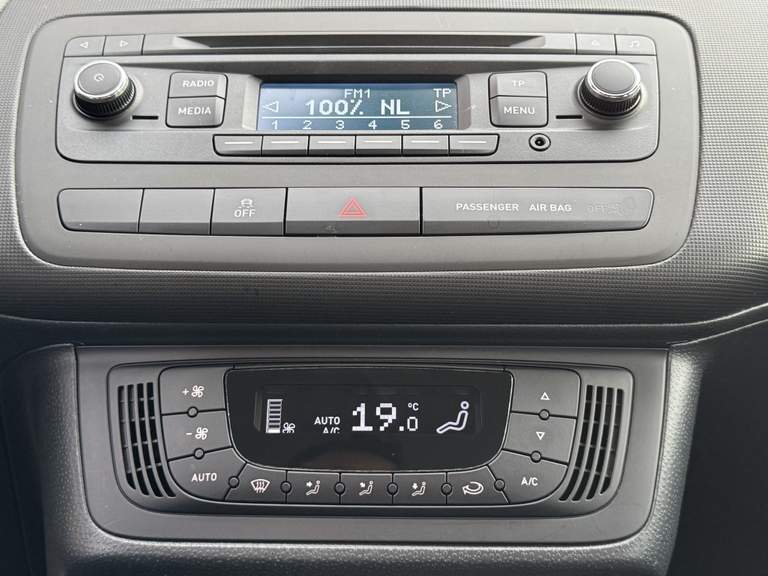 RADIO
MEDIA
FM1 TP
100% NL
1 2 3 4 5 6
TP
MENU
OFF
PASSENGER AIR BAG OFF
+
-
AUTO
AUTO
A/C
19.0 °C
A/C